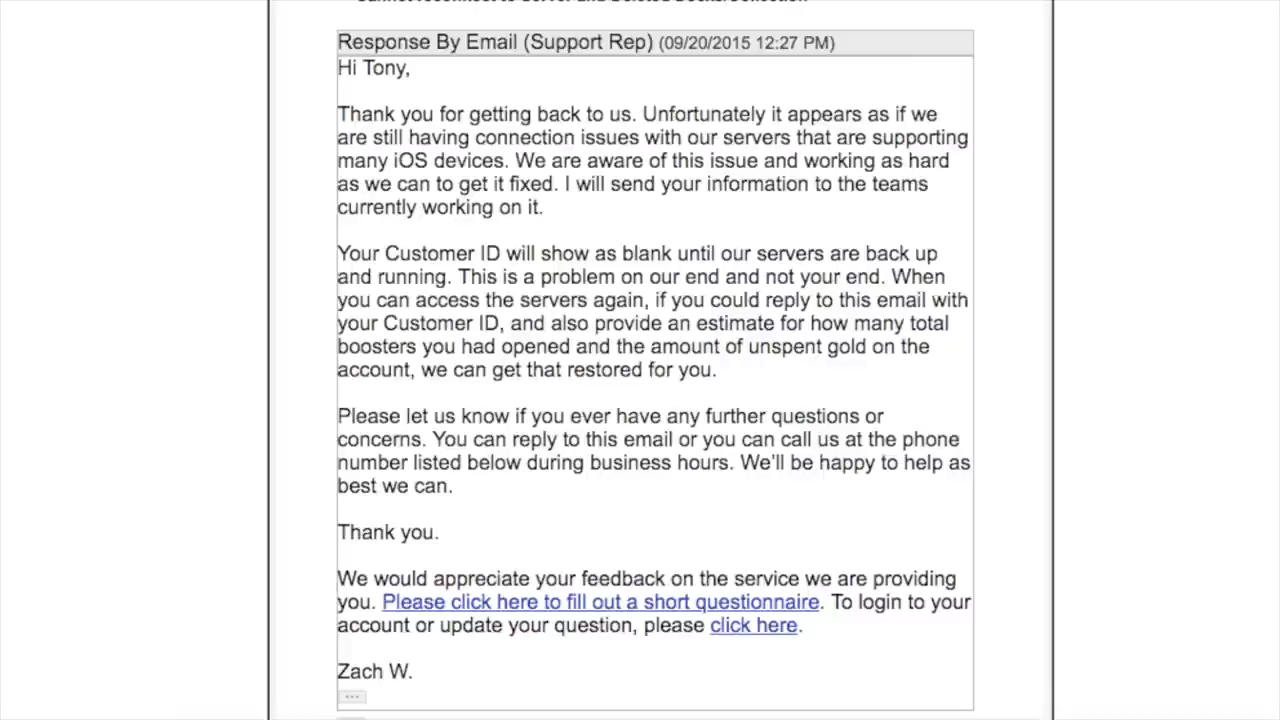 Response By Email (Support Rep) (09/20/2015 12:27 PM)
Hi Tony,
Thank you for getting back to us. Unfortunately it appears as if we
are still having connection issues with our servers that are supporting
many iOS devices. We are aware of this issue and working as hard
as we can to get it fixed. I will send your information to the teams
currently working on it.
Your Customer ID will show as blank until our servers are back up
and running. This is a problem on our end and not your end. When
you can access the servers again, if you could reply to this email with
your Customer ID, and also provide an estimate for how many total
boosters you had opened and the amount of unspent gold on the
account, we can get that restored for you.
Please let us know if you ever have any further questions or
concerns. You can reply to this email or you can call us at the phone
number listed below during business hours. We'll be happy to help as
best we can.
Thank you.
We would appreciate your feedback on the service we are providing
you. Please click here to fill out a short questionnaire. To login to your
account or update your question, please click here.
Zach W.